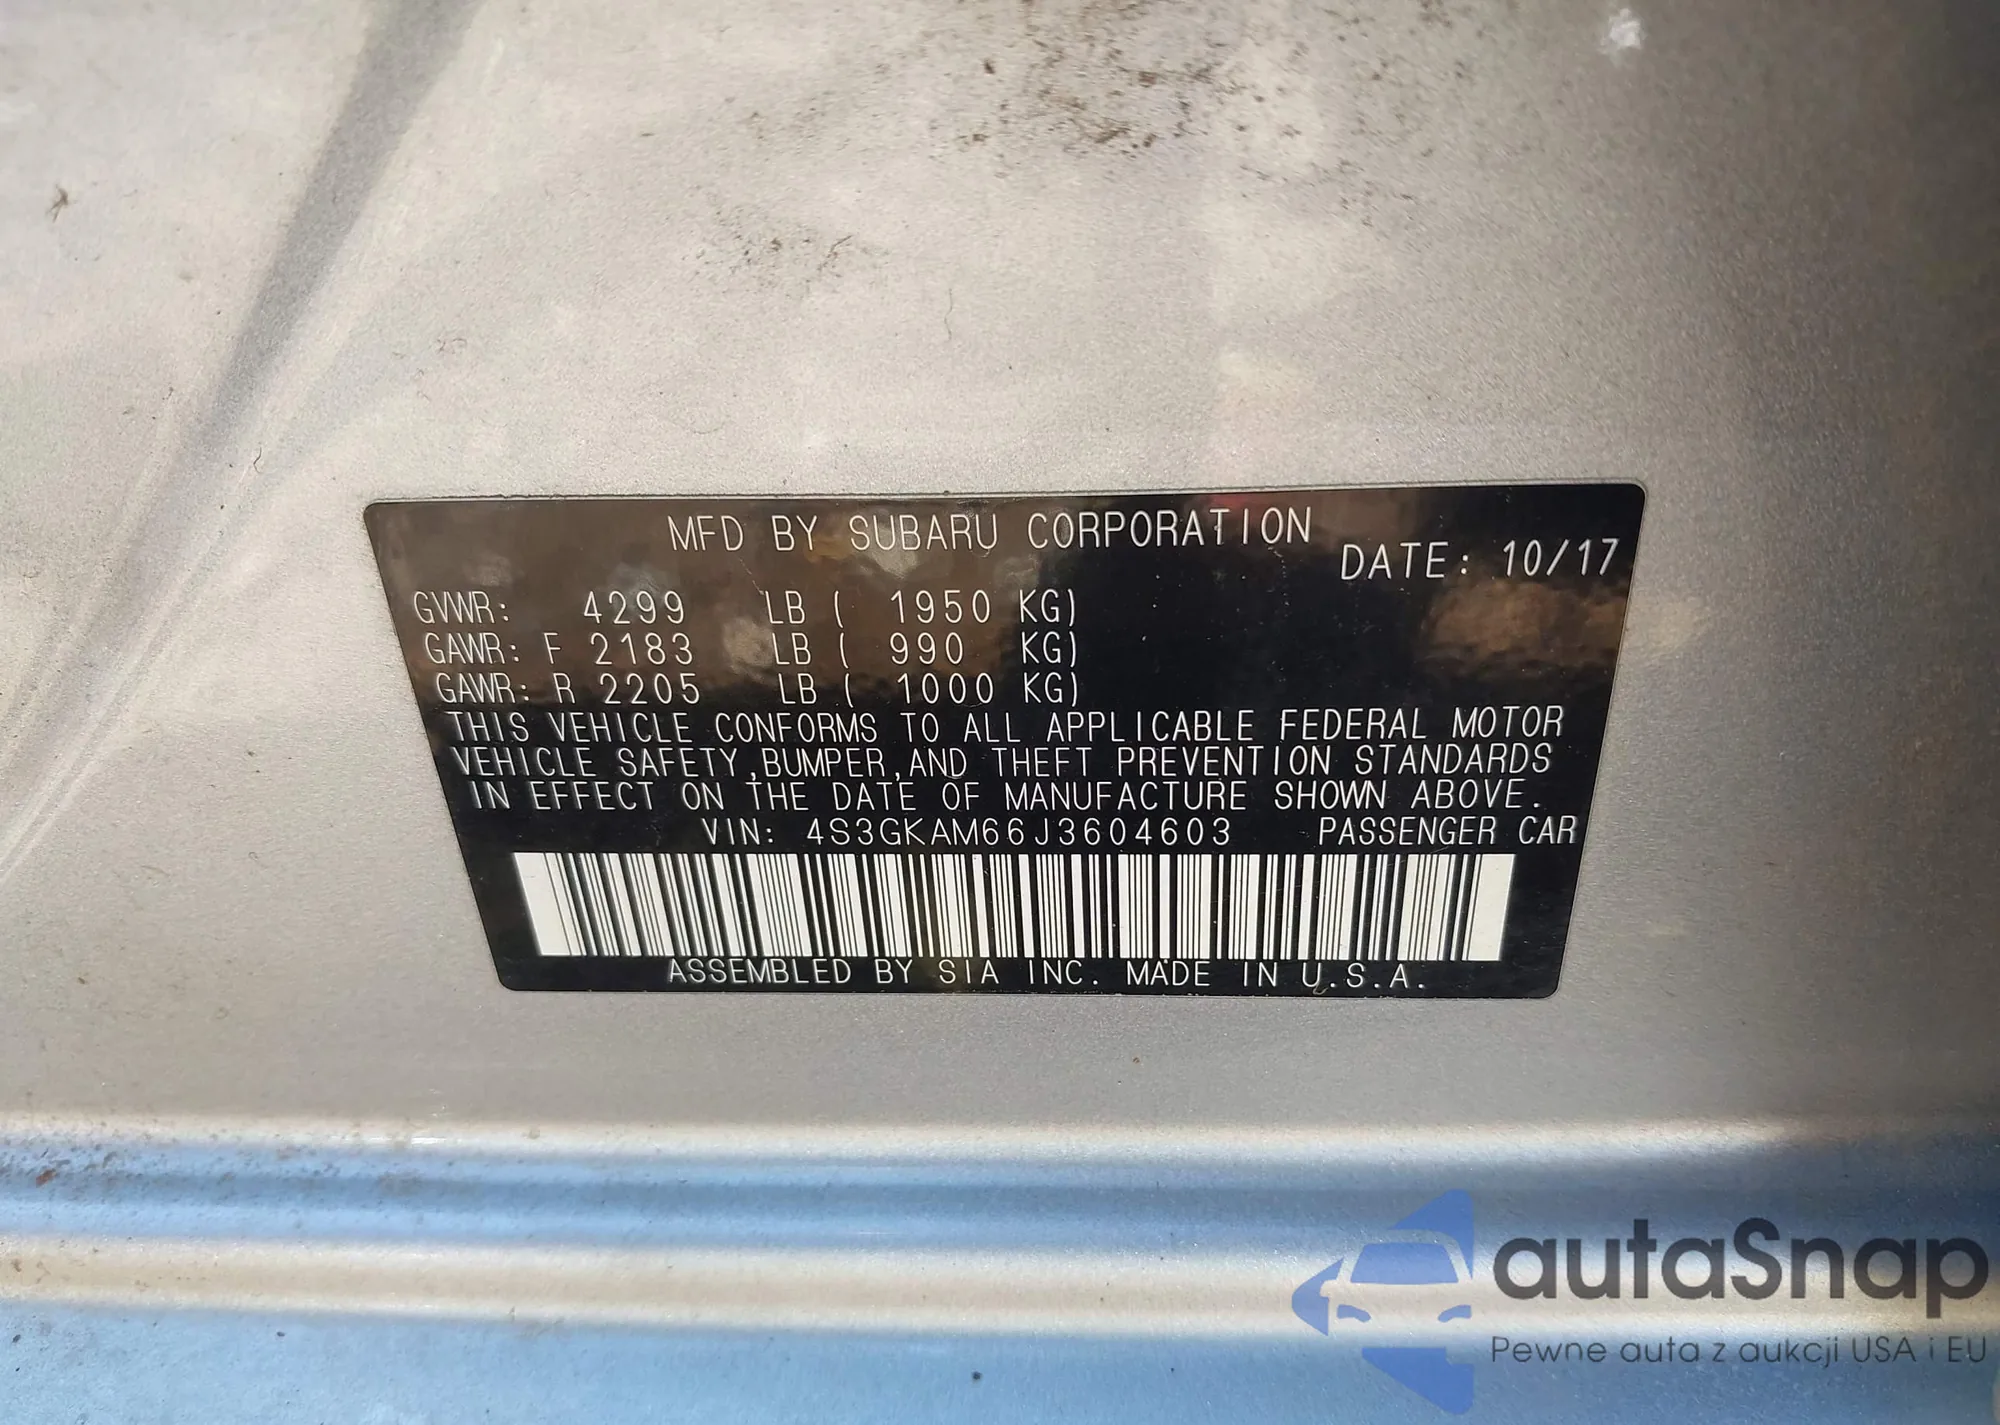 MFD BY SUBARU CORPORATION
DATE: 10/17
GVWR: 4299 LB ( 1950 KG)
GAWR: F 2183 LB ( 990 KG)
GAWR: R 2205 LB ( 1000 KG)
THIS VEHICLE CONFORMS TO ALL APPLICABLE FEDERAL MOTOR
VEHICLE SAFETY,BUMPER,AND THEFT PREVENTION STANDARDS
IN EFFECT ON THE DATE OF MANUFACTURE SHOWN ABOVE.
VIN: 4S3GKAM66J3604603 PASSENGER CAR
ASSEMBLED BY SIA INC. MADE IN U.S.A.
autaSnap
Pewne auta z aukcji USA i EU